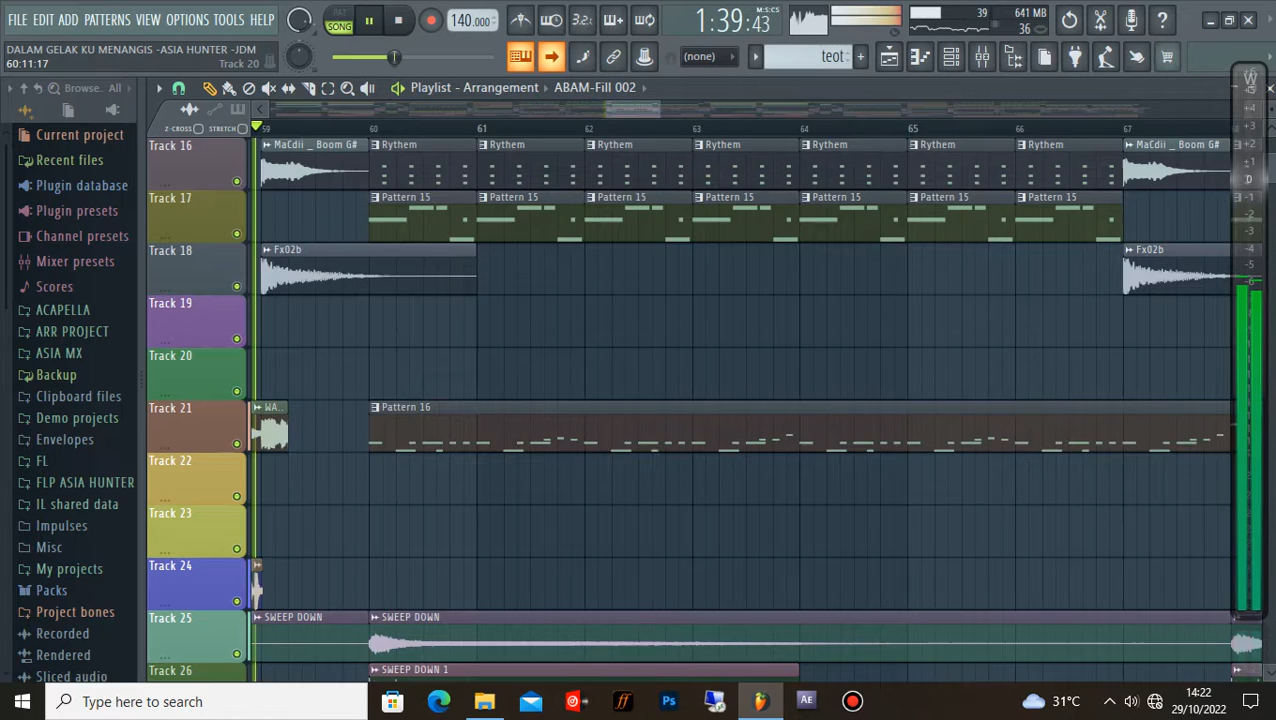 FILE EDIT ADD PATTERNS VIEW OPTIONS TOOLS HELP
PAT
SONG
140.000
3.2.
1:39:43
M:S:CS
39
641 MB
36
DALAM GELAK KU MENANGIS -ASIA HUNTER -JDM
60:11:17
Track 20
(none)
teot
Browse.. All
Playlist - Arrangement
ABAM-Fill 002
Z-CROSS
STRETCH
59 60 61 62 63 64 65 66 67
Current project
Recent files
Plugin database
Plugin presets
Channel presets
Mixer presets
Scores
ACAPELLA
ARR PROJECT
ASIA MX
Backup
Clipboard files
Demo projects
Envelopes
FL
FLP ASIA HUNTER
IL shared data
Impulses
Misc
My projects
Packs
Project bones
Recorded
Rendered
Sliced audio
Track 16
MaCdii _ Boom G#
Rythem
Rythem
Rythem
Rythem
Rythem
Rythem
Rythem
MaCdii _ Boom G#
Track 17
Pattern 15
Pattern 15
Pattern 15
Pattern 15
Pattern 15
Pattern 15
Pattern 15
Track 18
Fx02b
Fx02b
Track 19
Track 20
Track 21
WA..
Pattern 16
Track 22
Track 23
Track 24
Track 25
SWEEP DOWN
SWEEP DOWN
Track 26
SWEEP DOWN 1
Type here to search
Ps
Ae
31°C
14:22
29/10/2022